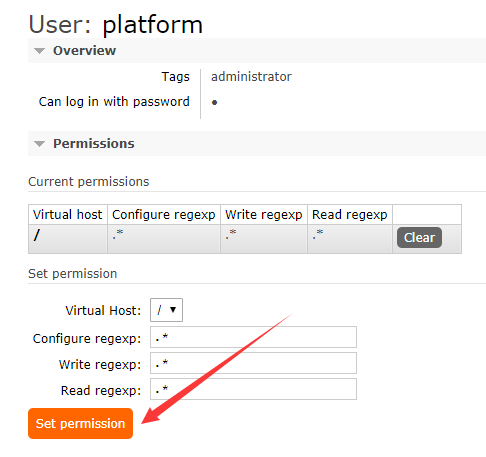 User: platform
Overview
Tags administrator
Can log in with password ●
Permissions
Current permissions
Virtual host Configure regexp Write regexp Read regexp
/ .* .* .* Clear
Set permission
Virtual Host: / ▼
Configure regexp: .*
Write regexp: .*
Read regexp: .*
Set permission